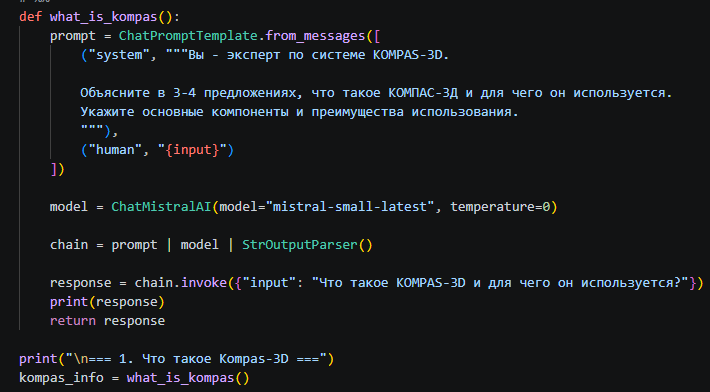 def what_is_kompas():
    prompt = ChatPromptTemplate.from_messages([
        ("system", """Вы - эксперт по системе KOMPAS-3D.

        Объясните в 3-4 предложениях, что такое КОМПАС-3Д и для чего он используется.
        Укажите основные компоненты и преимущества использования.
        """),
        ("human", "{input}")
    ])

    model = ChatMistralAI(model="mistral-small-latest", temperature=0)

    chain = prompt | model | StrOutputParser()

    response = chain.invoke({"input": "Что такое KOMPAS-3D и для чего он используется?"})
    print(response)
    return response

print("\n=== 1. Что такое Kompas-3D ===")
kompas_info = what_is_kompas()